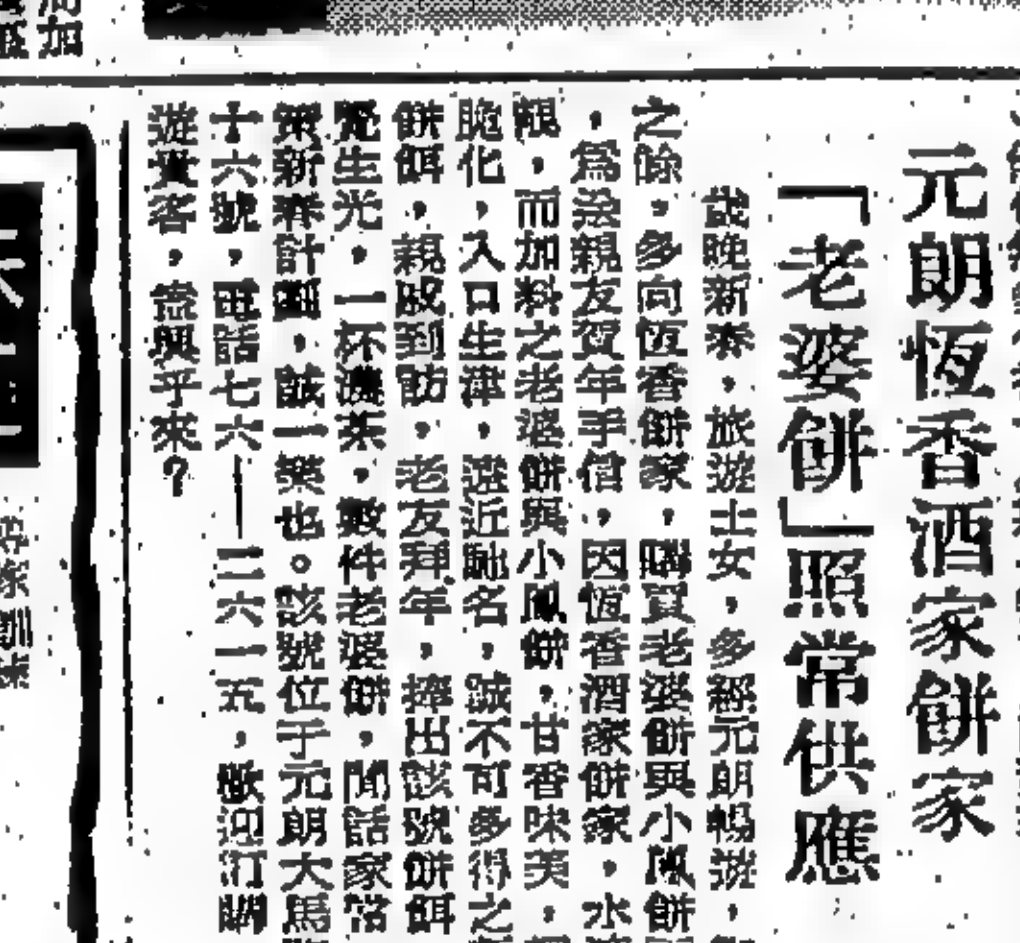 元朗恆香酒家餅家
「老婆餅」照常供應
歲晚新春，旅遊士女，多經元朗暢遊，
之餘，多向恆香餅家，購買老婆餅與小鳳餅
，為送親友賀年手信，因恆香酒家餅家，水
靚，而加料之老婆餅與小鳳餅，甘香味美，
脆化，入口生津，遠近馳名，誠不可多得之
餅餌，親戚到訪，老友拜年，捧出該號餅餌
覺生光，一杯濃茶，數件老婆餅，閒話家常
策新春計劃，誠一樂也。該號位于元朗大馬
十六號，電話七六—二六一五，歡迎訂購
遊賓客，盍興乎來？